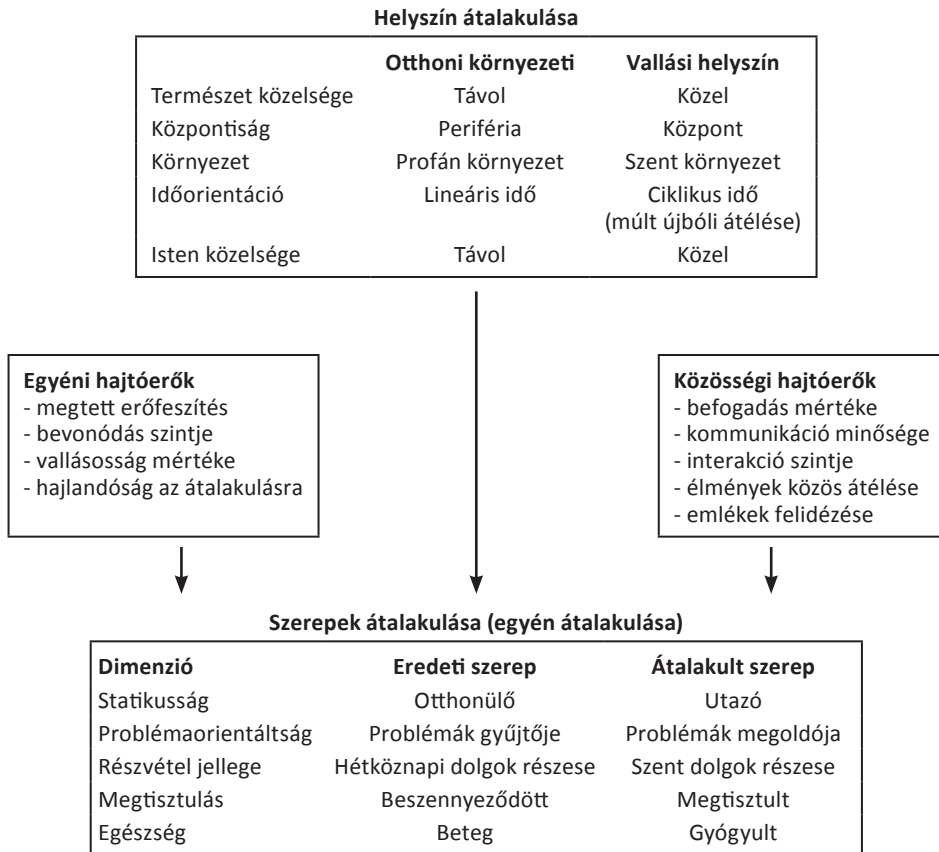 Helyszín átalakulása
Otthoni környezeti Vallási helyszín
Természet közelsége Távol Közel
Központiság Periféria Központ
Környezet Profán környezet Szent környezet
Időorientáció Lineáris idő Ciklikus idő
(múlt újbóli átélése)
Isten közelsége Távol Közel
Egyéni hajtóerők
- megtett erőfeszítés
- bevonódás szintje
- vallásosság mértéke
- hajlandóság az átalakulásra
Közösségi hajtóerők
- befogadás mértéke
- kommunikáció minősége
- interakció szintje
- élmények közös átélése
- emlékek felidézése
Szerepek átalakulása (egyén átalakulása)
Dimenzió Eredeti szerep Átalakult szerep
Statikusság Otthonülő Utazó
Problémaorientáltság Problémák gyűjtője Problémák megoldója
Részvétel jellege Hétköznapi dolgok részese Szent dolgok részese
Megtisztulás Beszennyeződött Megtisztult
Egészség Beteg Gyógyult